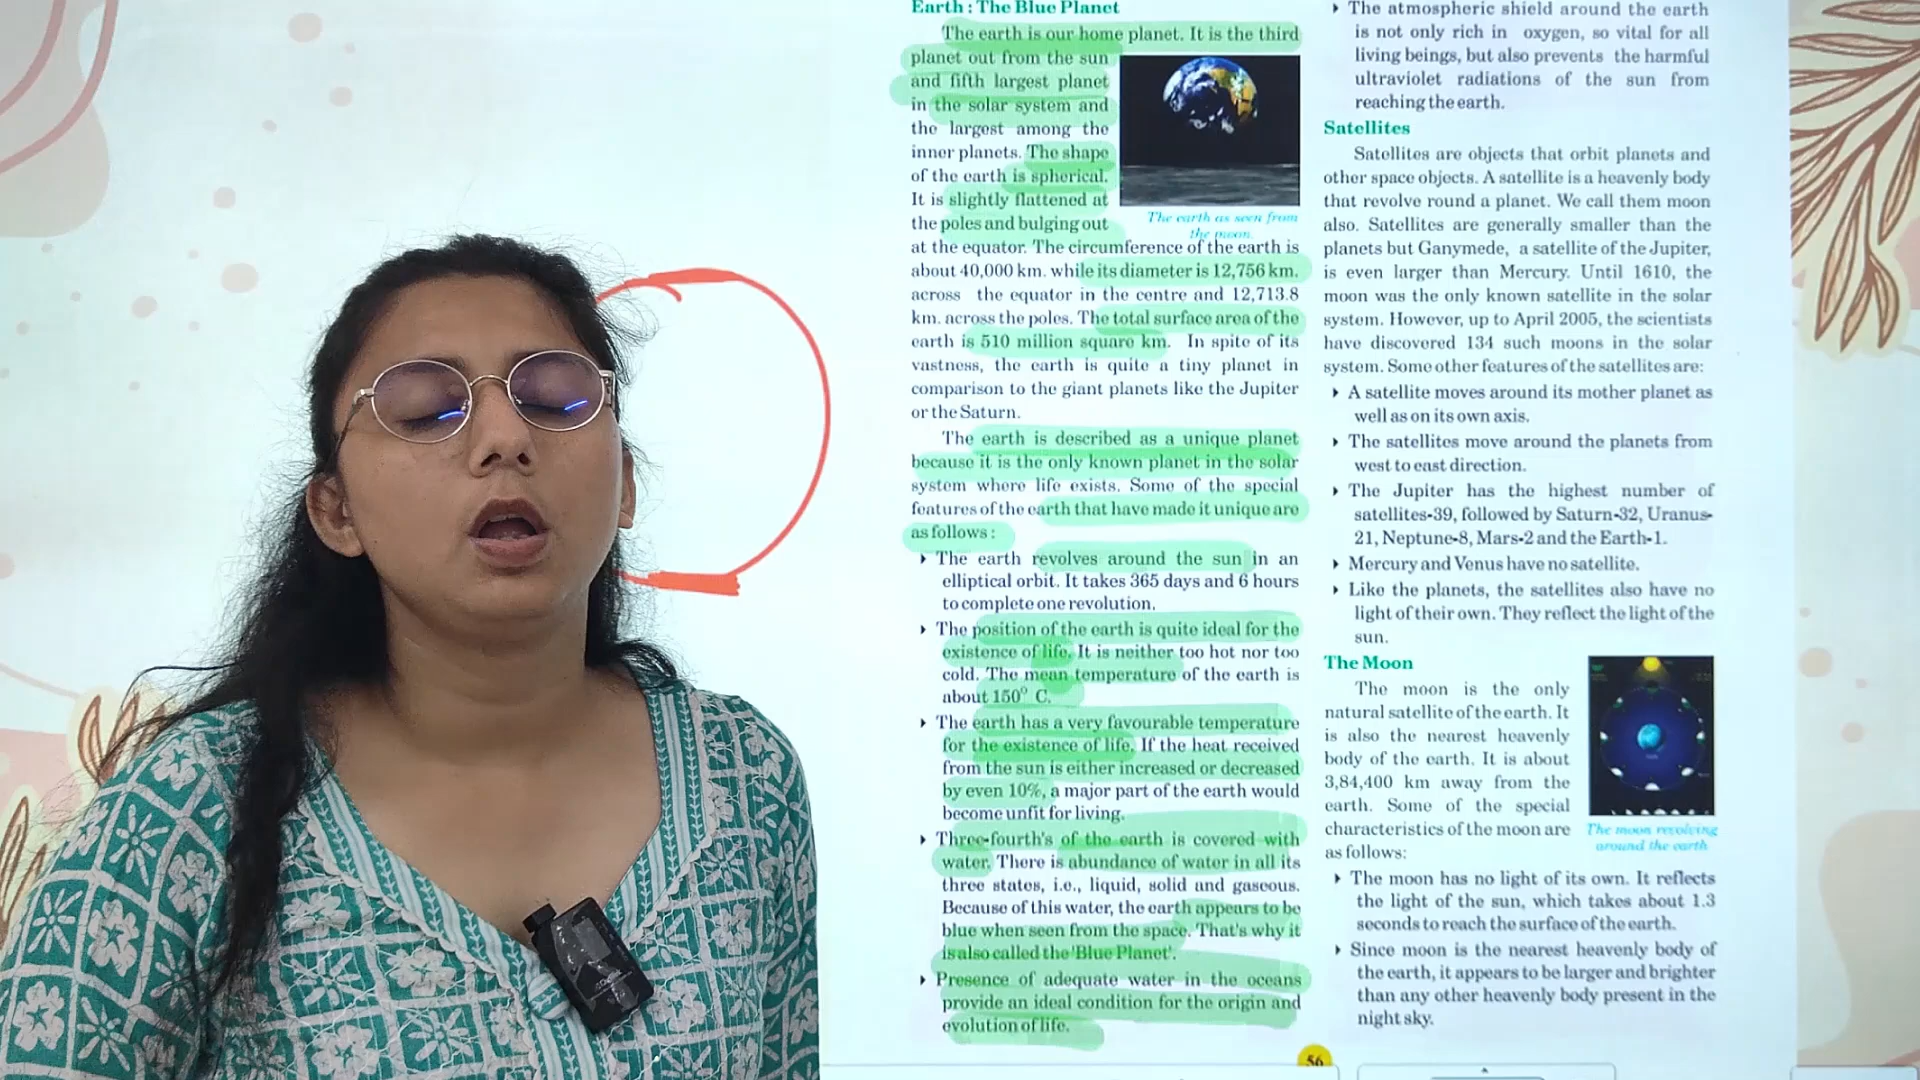 Earth : The Blue Planet
The earth is our home planet. It is the third
planet out from the sun
and fifth largest planet
in the solar system and
the largest among the
inner planets. The shape
of the earth is spherical.
It is slightly flattened at
the poles and bulging out
The earth as seen from
the moon.
at the equator. The circumference of the earth is
about 40,000 km. while its diameter is 12,756 km.
across the equator in the centre and 12,713.8
km. across the poles. The total surface area of the
earth is 510 million square km. In spite of its
vastness, the earth is quite a tiny planet in
comparison to the giant planets like the Jupiter
or the Saturn.
The earth is described as a unique planet
because it is the only known planet in the solar
system where life exists. Some of the special
features of the earth that have made it unique are
as follows :
The earth revolves around the sun in an
elliptical orbit. It takes 365 days and 6 hours
to complete one revolution.
The position of the earth is quite ideal for the
existence of life. It is neither too hot nor too
cold. The mean temperature of the earth is
about 150° C.
The earth has a very favourable temperature
for the existence of life. If the heat received
from the sun is either increased or decreased
by even 10%, a major part of the earth would
become unfit for living.
Three-fourth's of the earth is covered with
water. There is abundance of water in all its
three states, i.e., liquid, solid and gaseous.
Because of this water, the earth appears to be
blue when seen from the space. That's why it
is also called the 'Blue Planet'.
Presence of adequate water in the oceans
provide an ideal condition for the origin and
evolution of life.
The atmospheric shield around the earth
is not only rich in oxygen, so vital for all
living beings, but also prevents the harmful
ultraviolet radiations of the sun from
reaching the earth.
Satellites
Satellites are objects that orbit planets and
other space objects. A satellite is a heavenly body
that revolve round a planet. We call them moon
also. Satellites are generally smaller than the
planets but Ganymede, a satellite of the Jupiter,
is even larger than Mercury. Until 1610, the
moon was the only known satellite in the solar
system. However, up to April 2005, the scientists
have discovered 134 such moons in the solar
system. Some other features of the satellites are:
A satellite moves around its mother planet as
well as on its own axis.
The satellites move around the planets from
west to east direction.
The Jupiter has the highest number of
satellites-39, followed by Saturn-32, Uranus-
21, Neptune-8, Mars-2 and the Earth-1.
Mercury and Venus have no satellite.
Like the planets, the satellites also have no
light of their own. They reflect the light of the
sun.
The Moon
The moon is the only
natural satellite of the earth. It
is also the nearest heavenly
body of the earth. It is about
3,84,400 km away from the
earth. Some of the special
characteristics of the moon are
as follows:
The moon revolving
around the earth
The moon has no light of its own. It reflects
the light of the sun, which takes about 1.3
seconds to reach the surface of the earth.
Since moon is the nearest heavenly body of
the earth, it appears to be larger and brighter
than any other heavenly body present in the
night sky.
56